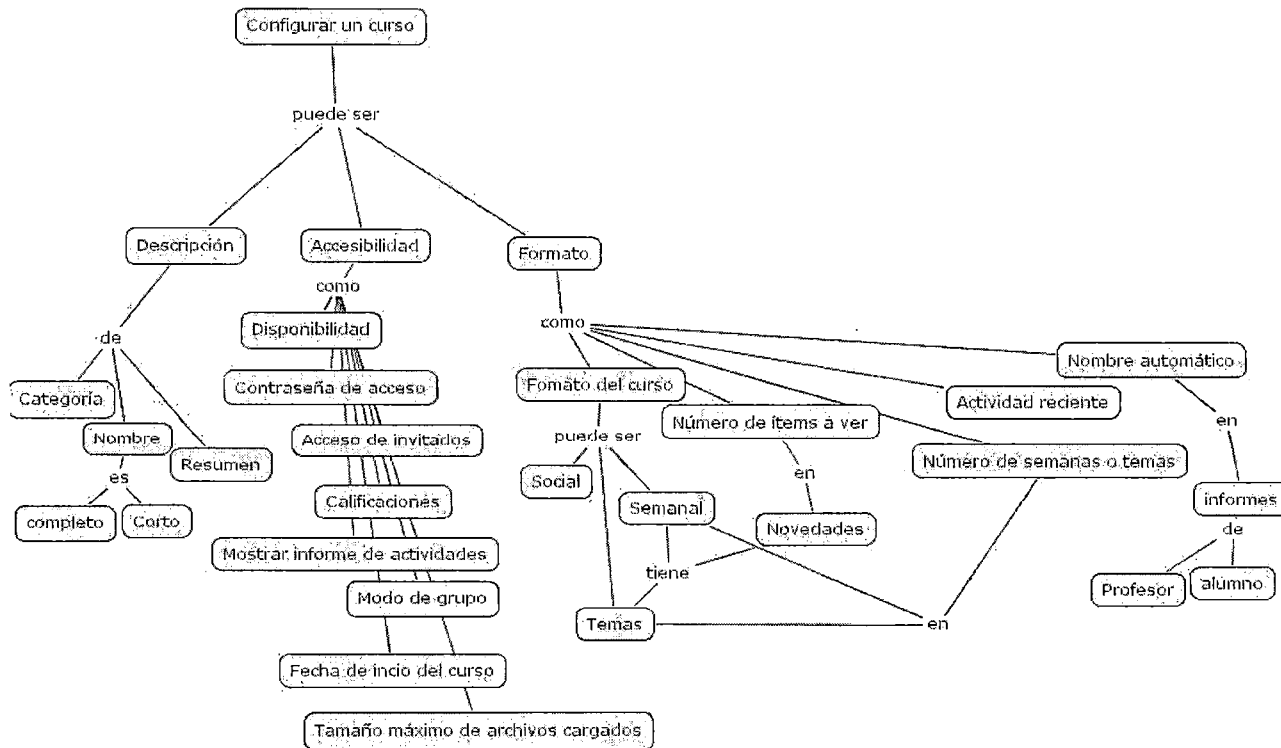 Configurar un curso
puede ser
Descripción
Accesibilidad
Formato
como
de
Disponibilidad
como
Nombre automático
Categoría
Contraseña de acceso
Fomato del curso
Actividad reciente
Nombre
Resumen
Acceso de invitados
puede ser
Número de ítems a ver
en
es
Social
en
Número de semanas o temas
completo
Corto
Calificaciones
Semanal
Novedades
informes
Mostrar informe de actividades
de
Modo de grupo
tiene
Profesor
alumno
Temas
en
Fecha de incio del curso
Tamaño máximo de archivos cargados